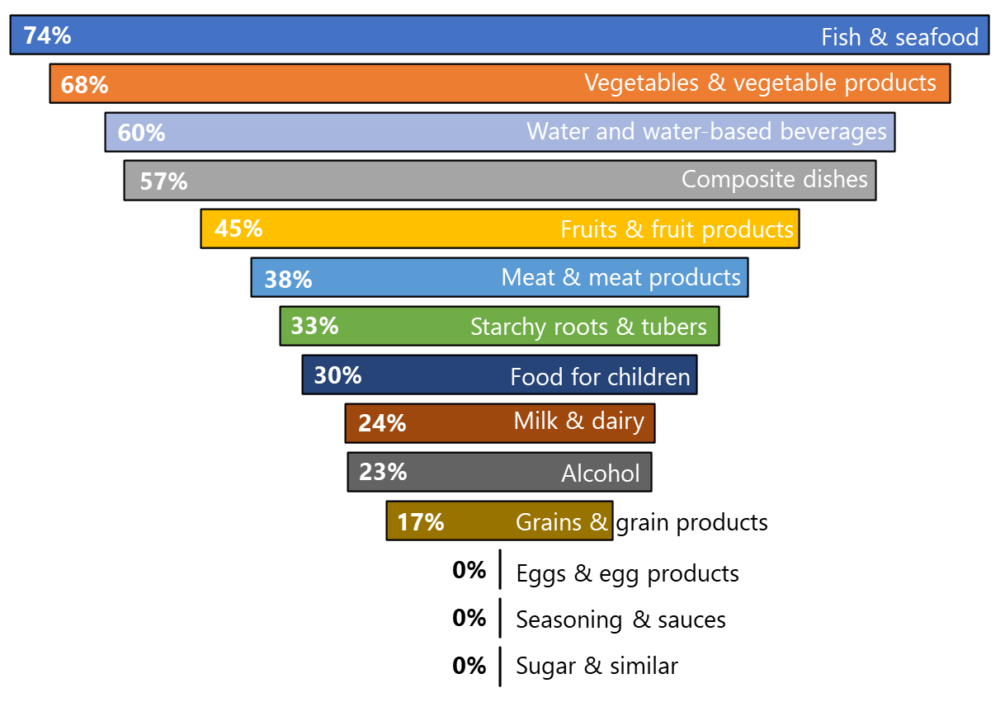 74% Fish & seafood
68% Vegetables & vegetable products
60% Water and water-based beverages
57% Composite dishes
45% Fruits & fruit products
38% Meat & meat products
33% Starchy roots & tubers
30% Food for children
24% Milk & dairy
23% Alcohol
17% Grains & grain products
0% Eggs & egg products
0% Seasoning & sauces
0% Sugar & similar